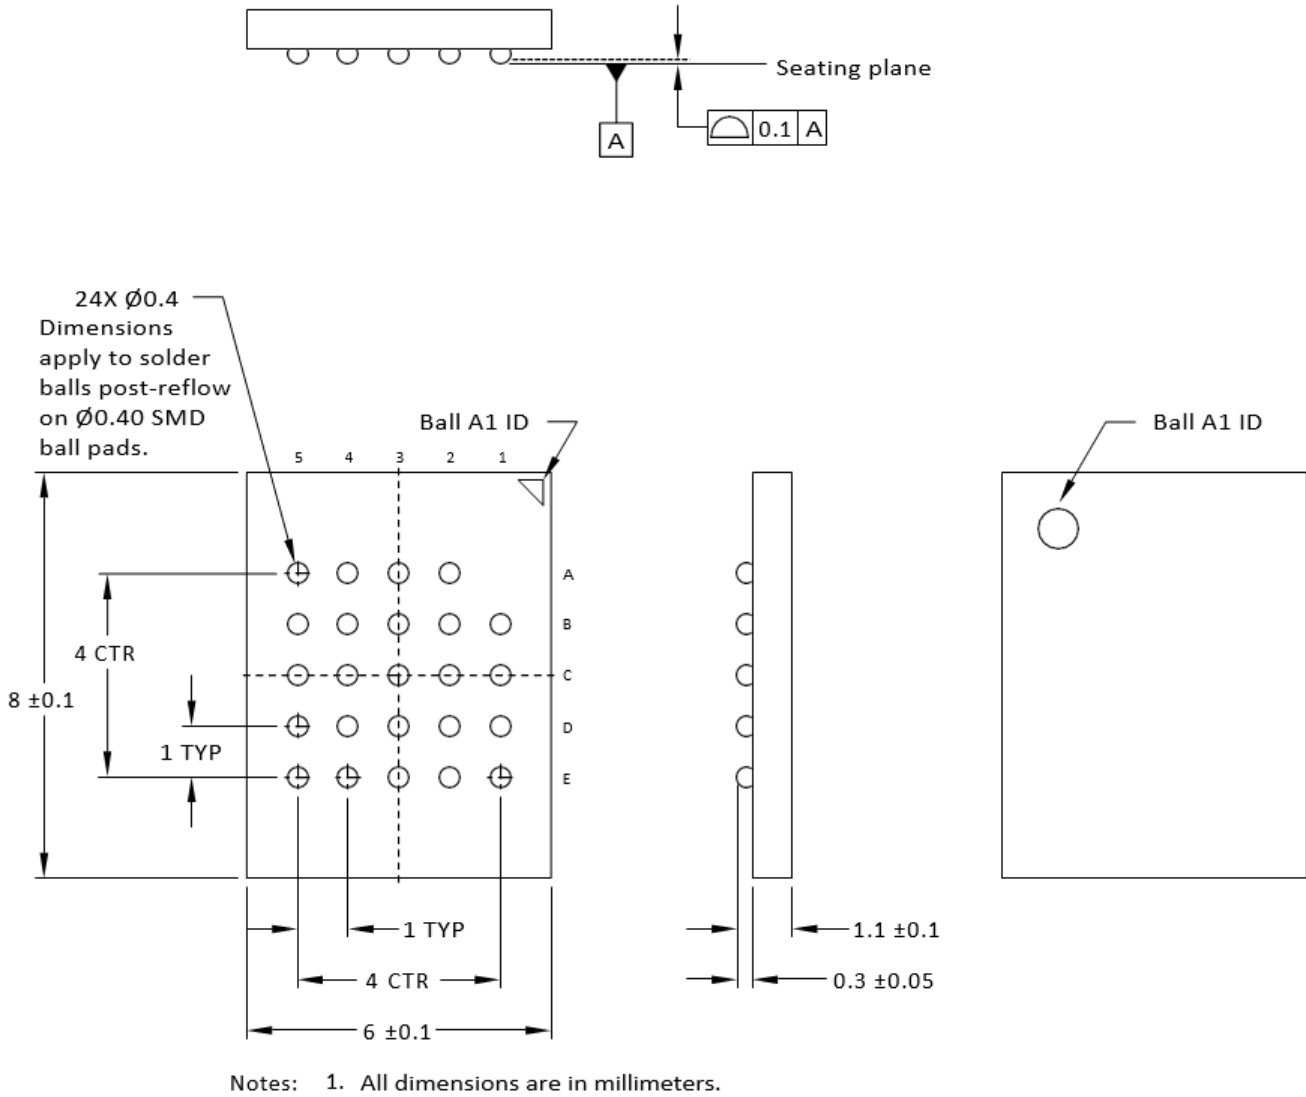 Seating plane
0.1 A
A
24X Ø0.4
Dimensions
apply to solder
balls post-reflow
on Ø0.40 SMD
ball pads.
Ball A1 ID
Ball A1 ID
5 4 3 2 1
A
B
C
D
E
4 CTR
8 ±0.1
1 TYP
1 TYP
4 CTR
6 ±0.1
1.1 ±0.1
0.3 ±0.05
Notes: 1. All dimensions are in millimeters.